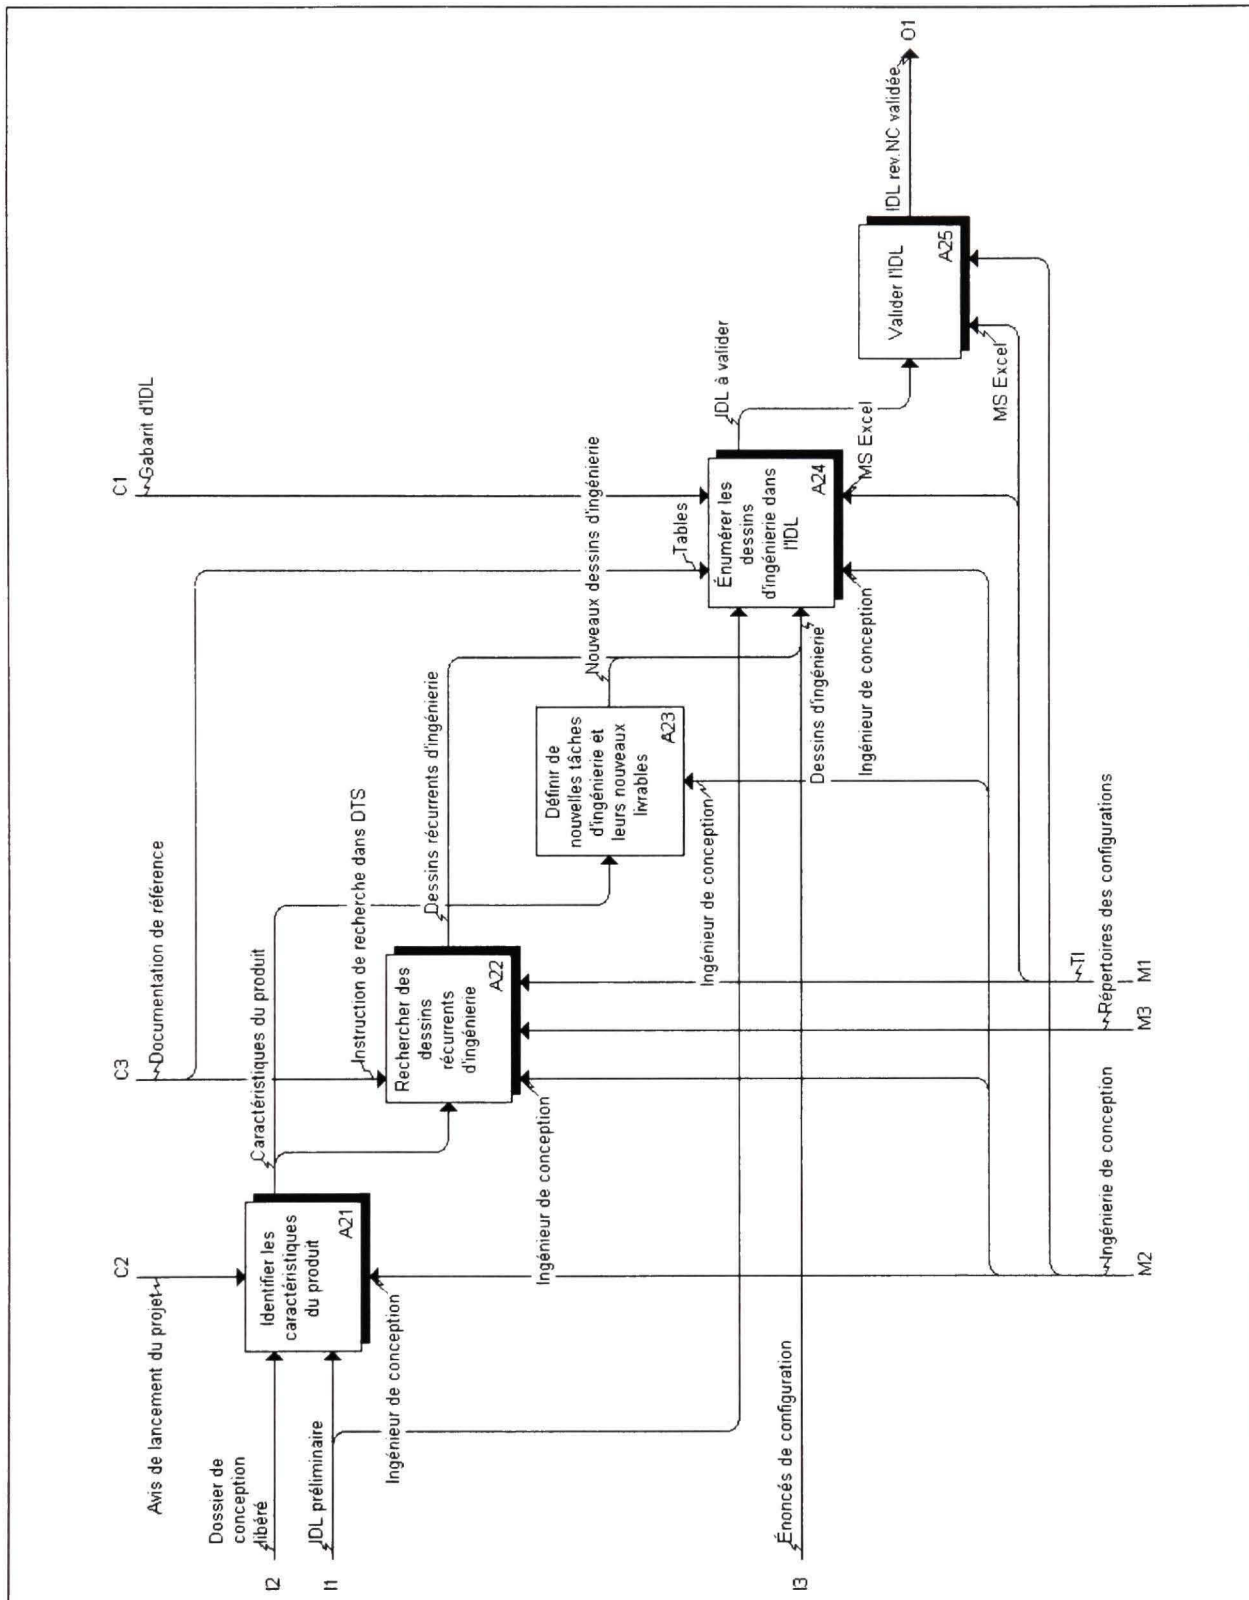 C2
C3
C1
Avis de lancement du projet
Documentation de référence
Gabarit d'IDL
Dossier de
conception
libéré
I2
IDL préliminaire
I1
Identifier les
caractéristiques
du produit
A21
Caractéristiques du produit
Instruction de recherche dans DTS
Ingénieur de conception
Rechercher des
dessins
récurrents
d'ingénierie
A22
Dessins récurrents d'ingénierie
Ingénieur de conception
Définir de
nouvelles tâches
d'ingénierie et
leurs nouveaux
livrables
A23
Nouveaux dessins d'ingénierie
Ingénieur de conception
Tables
Énumérer les
dessins
d'ingénierie dans
l'IDL
A24
IDL à valider
Dessins d'ingénierie
Ingénieur de conception
MS Excel
Valider l'IDL
A25
IDL rev.NC validée
O1
MS Excel
Énoncés de configuration
I3
Ingénierie de conception
M2
Répertoires des configurations
M3
TI
M1